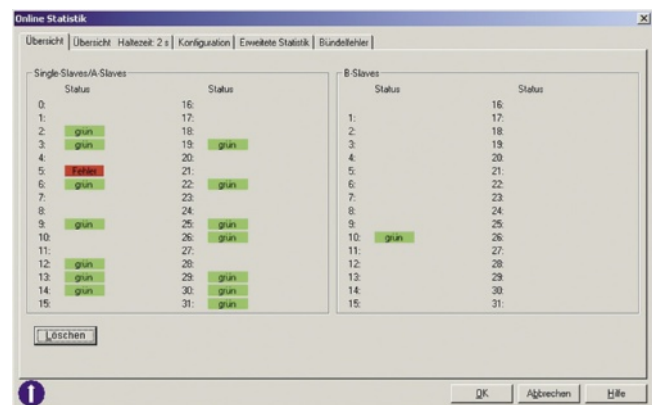 Online Statistik
Übersicht Übersicht Haltezeit: 2 s Konfiguration Erweitete Statistik Bündelfehler
Single-Slaves/A-Slaves
Status Status
0: 16:
1: 17:
2: grün 18:
3: grün 19: grün
4: 20:
5: Fehler 21:
6: grün 22: grün
7: 23:
8: 24:
9: grün 25: grün
10: 26: grün
11: 27:
12: grün 28:
13: grün 29: grün
14: grün 30: grün
15: 31: grün
B-Slaves
Status Status
16:
1: 17:
2: 18:
3: 19:
4: 20:
5: 21:
6: 22:
7: 23:
8: 24:
9: 25:
10: grün 26:
11: 27:
12: 28:
13: 29:
14: 30:
15: 31:
Löschen
OK Abbrechen Hilfe